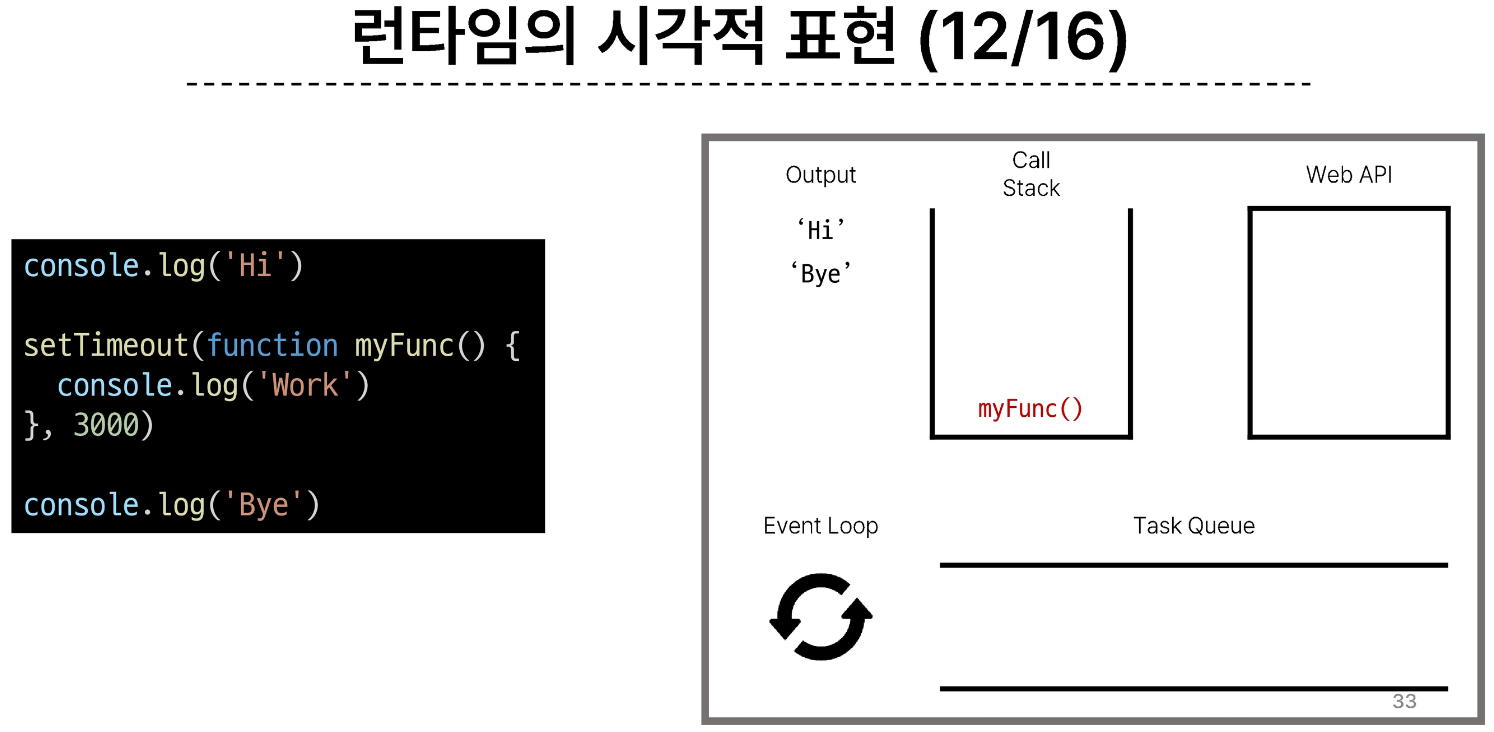 런타임의 시각적 표현 (12/16)
console.log('Hi')
setTimeout(function myFunc() {
  console.log('Work')
}, 3000)
console.log('Bye')
Output
‘Hi’
‘Bye’
Call
Stack
myFunc()
Web API
Event Loop
Task Queue
33